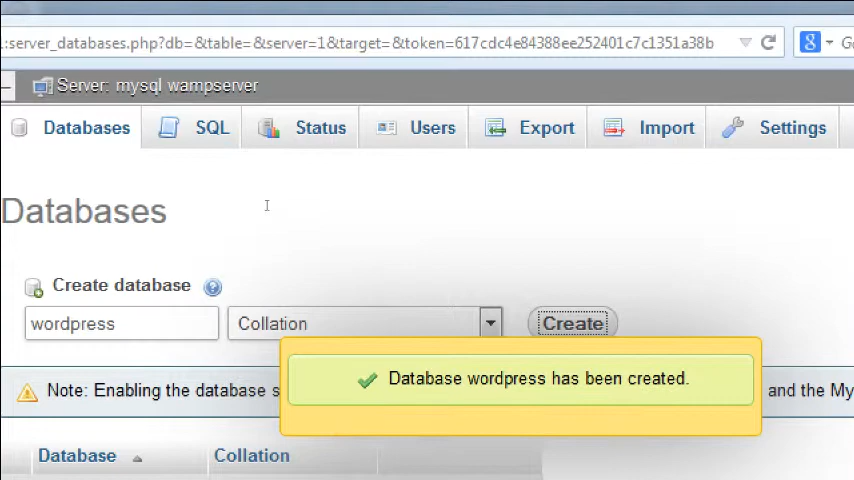 :server_databases.php?db=&table=&server=1&target=&token=617cdc4e84388ee252401c7c1351a38b
Server: mysql wampserver
Databases SQL Status Users Export Import Settings
Databases
Create database
wordpress Collation Create
Database wordpress has been created.
Note: Enabling the database s and the My
Database Collation